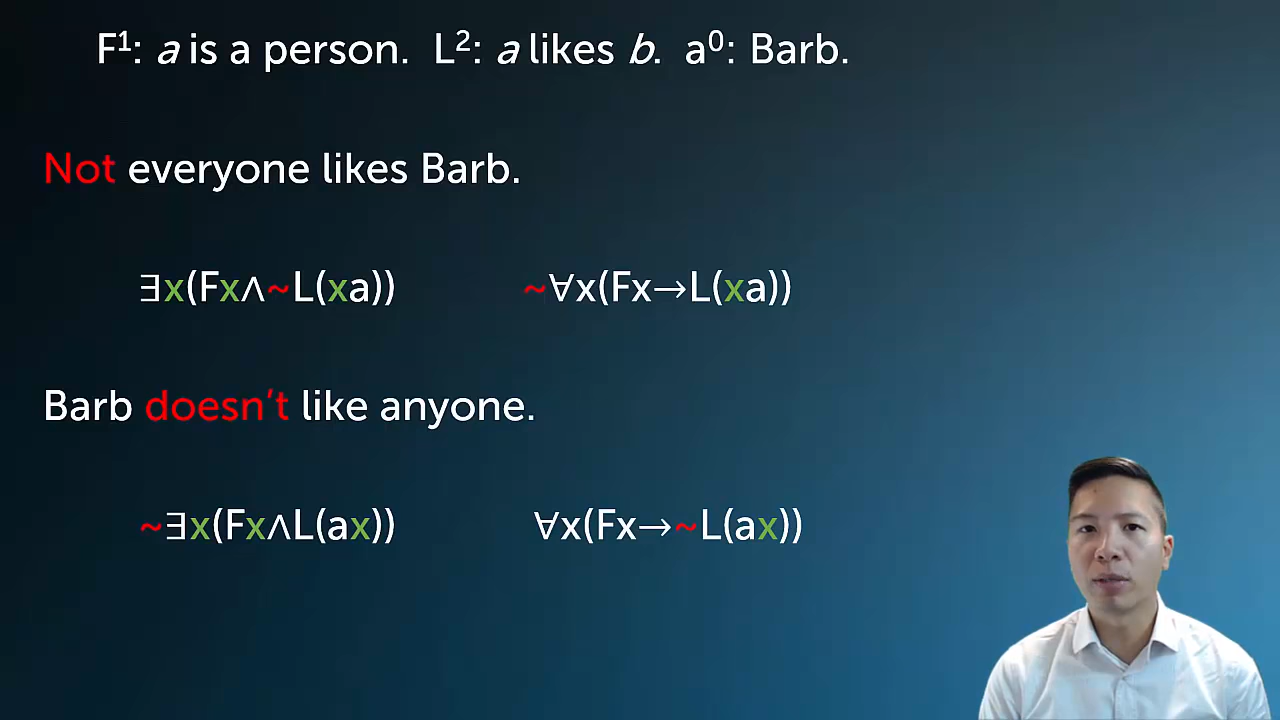 F¹: a is a person. L²: a likes b. a⁰: Barb.
Not everyone likes Barb.
∃x(Fx∧~L(xa)) ~∀x(Fx→L(xa))
Barb doesn’t like anyone.
~∃x(Fx∧L(ax)) ∀x(Fx→~L(ax))